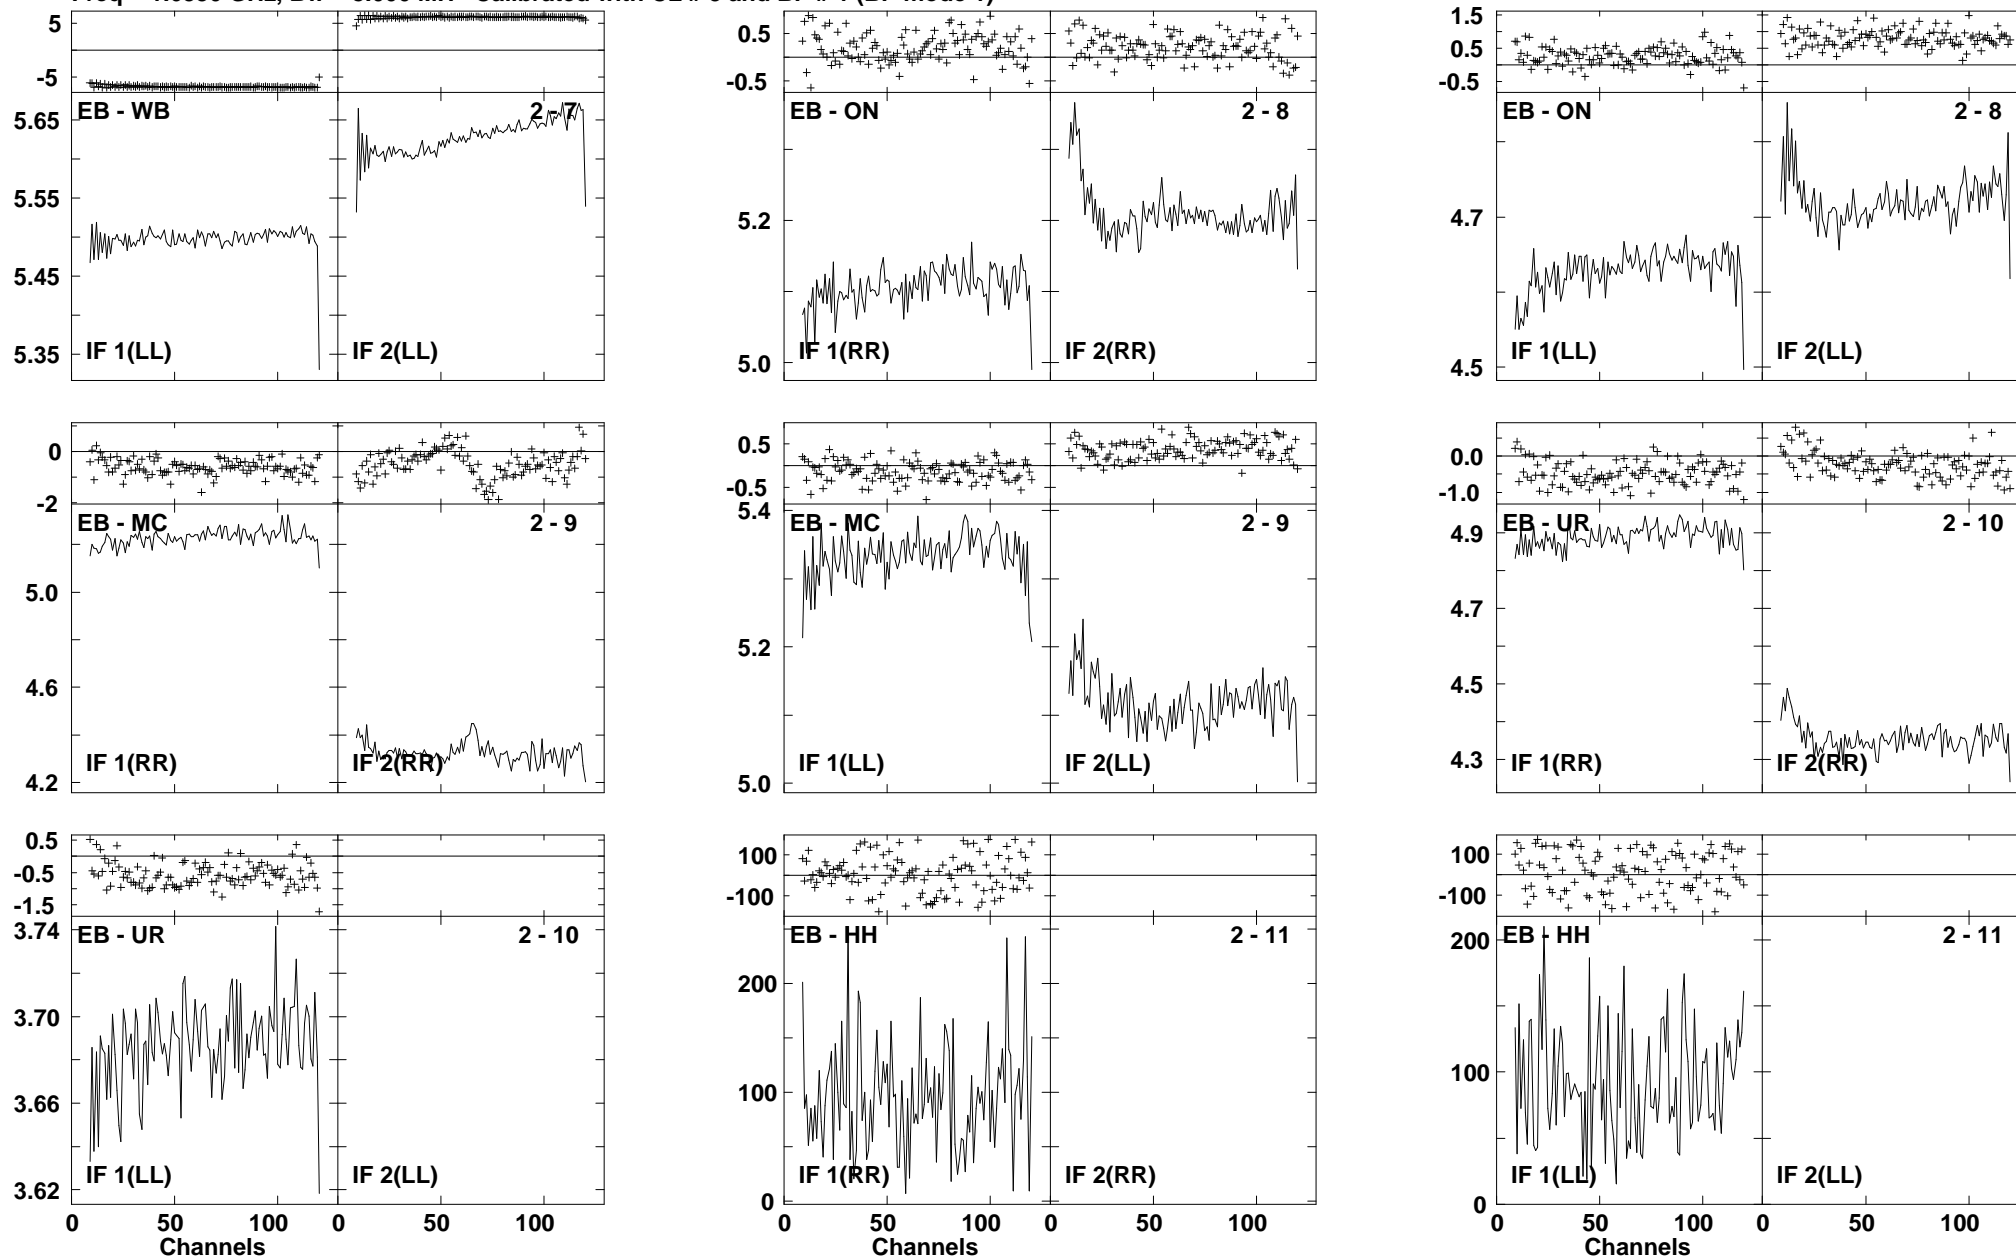 5
-5
EB - WB
2 - 7
5.65
5.55
5.45
5.35
IF 1(LL)
IF 2(LL)
0.5
-0.5
EB - ON
2 - 8
5.2
5.0
IF 1(RR)
IF 2(RR)
1.5
0.5
-0.5
EB - ON
2 - 8
4.7
4.5
IF 1(LL)
IF 2(LL)
0
-2
EB - MC
2 - 9
5.0
4.6
4.2
IF 1(RR)
IF 2(RR)
0.5
-0.5
5.4
EB - MC
2 - 9
5.2
5.0
IF 1(LL)
IF 2(LL)
0.0
-1.0
EB - UR
2 - 10
4.9
4.7
4.5
4.3
IF 1(RR)
IF 2(RR)
0.5
-0.5
-1.5
3.74
EB - UR
2 - 10
3.70
3.66
3.62
IF 1(LL)
IF 2(LL)
0 50 100 0 50 100
Channels
100
-100
EB - HH
2 - 11
200
100
0
IF 1(RR)
IF 2(RR)
0 50 100 0 50 100
Channels
100
-100
EB - HH
2 - 11
200
100
0
IF 1(LL)
IF 2(LL)
0 50 100 0 50 100
Channels